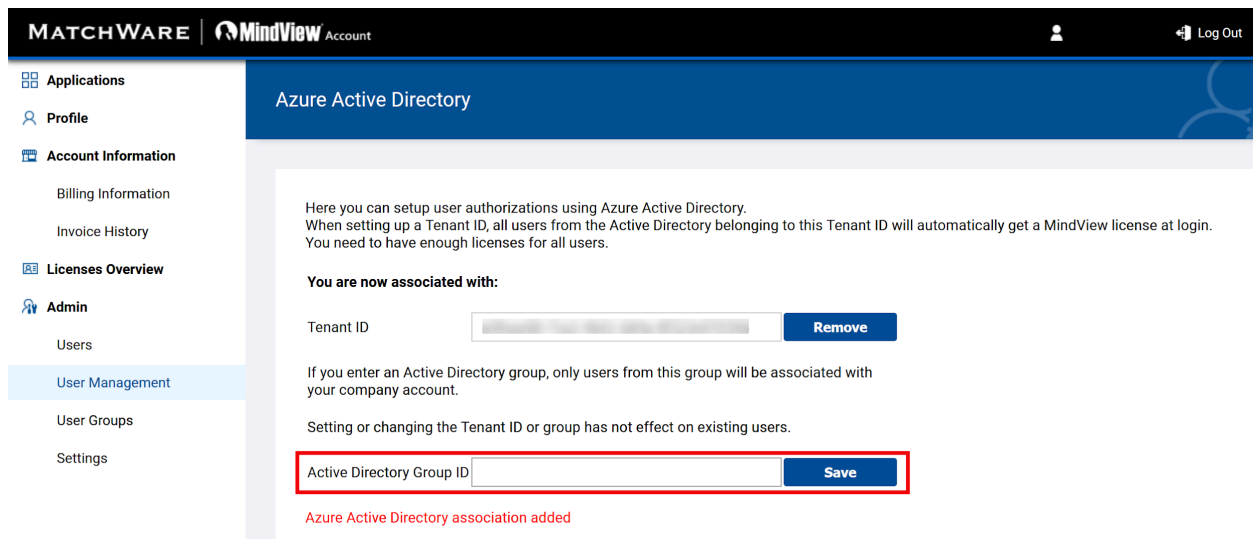 MATCHWARE MindView Account
Log Out
Applications
Profile
Account Information
Billing Information
Invoice History
Licenses Overview
Admin
Users
User Management
User Groups
Settings
Azure Active Directory
Here you can setup user authorizations using Azure Active Directory.
When setting up a Tenant ID, all users from the Active Directory belonging to this Tenant ID will automatically get a MindView license at login.
You need to have enough licenses for all users.
You are now associated with:
Tenant ID
Remove
If you enter an Active Directory group, only users from this group will be associated with
your company account.
Setting or changing the Tenant ID or group has not effect on existing users.
Active Directory Group ID
Save
Azure Active Directory association added